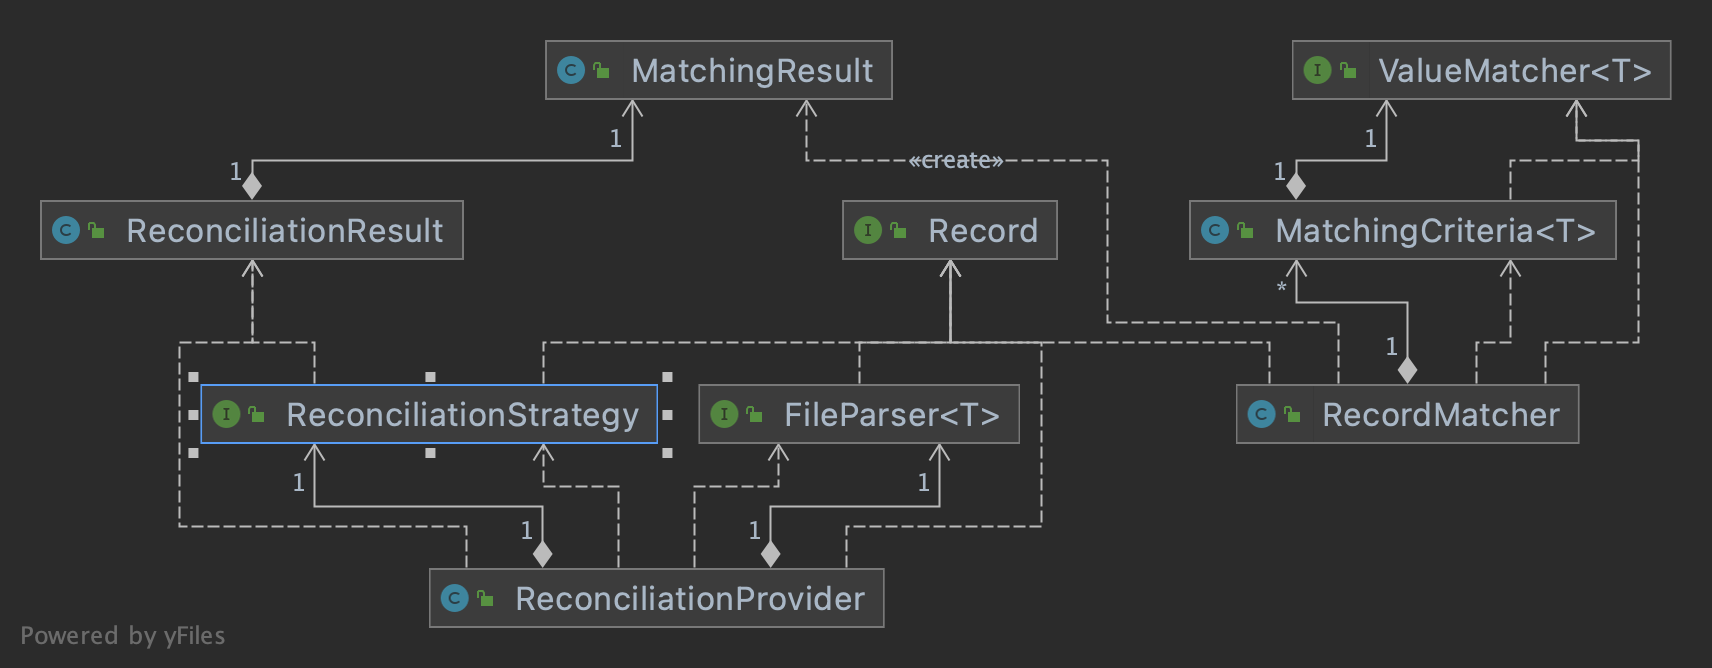 C MatchingResult
I ValueMatcher<T>
1
1
«create»
1
1
C ReconciliationResult
I Record
C MatchingCriteria<T>
*
1
I ReconciliationStrategy
I FileParser<T>
C RecordMatcher
1
1
1
1
C ReconciliationProvider
Powered by yFiles